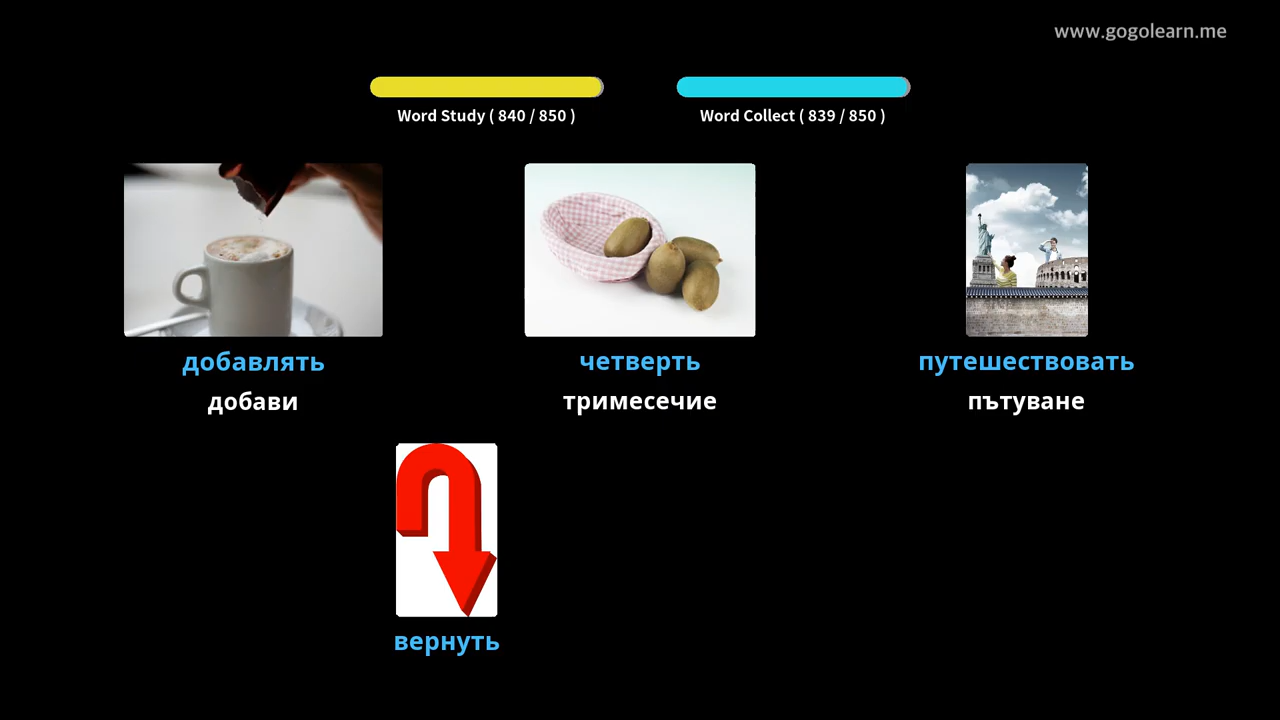 www.gogolearn.me
Word Study ( 840 / 850 )
Word Collect ( 839 / 850 )
добавлять
четверть
путешествовать
добави
тримесечие
пътуване
вернуть